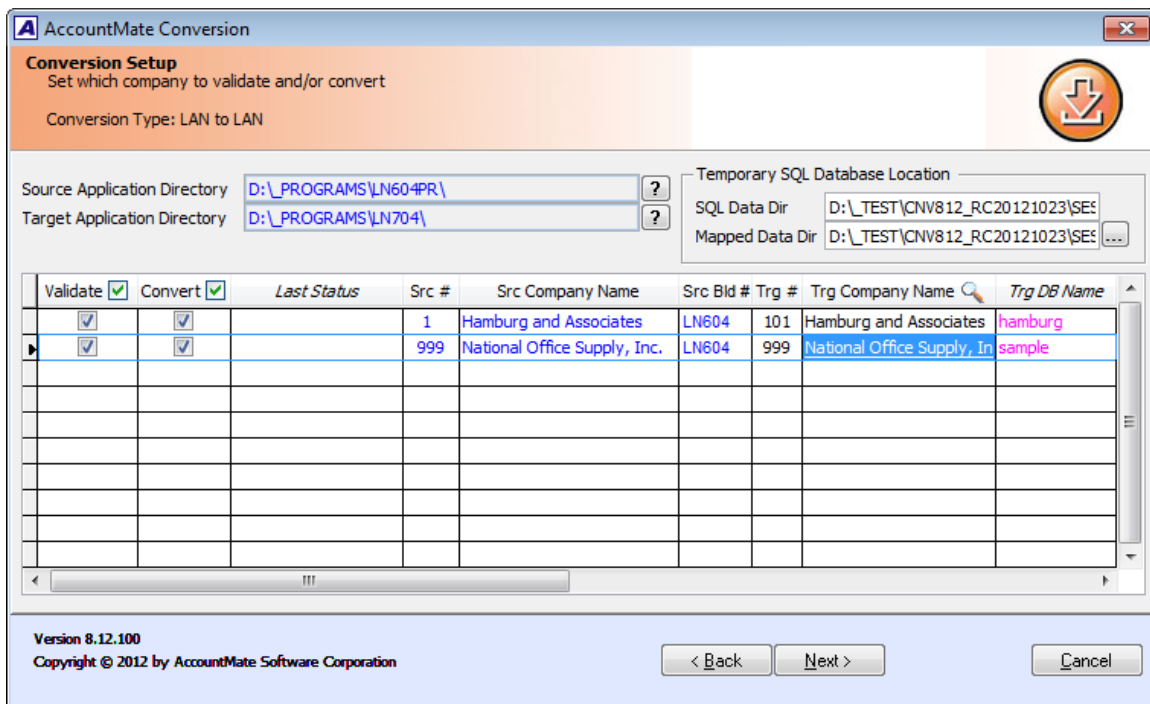 AccountMate Conversion
Conversion Setup
Set which company to validate and/or convert
Conversion Type: LAN to LAN
Source Application Directory D:\_PROGRAMS\LN604PR\ ?
Target Application Directory D:\_PROGRAMS\LN704\ ?
Temporary SQL Database Location
SQL Data Dir D:\_TEST\CNV812_RC20121023\SES
Mapped Data Dir D:\_TEST\CNV812_RC20121023\SES ...
Validate Convert Last Status Src # Src Company Name Src Bld # Trg # Trg Company Name Trg DB Name
1 Hamburg and Associates LN604 101 Hamburg and Associates hamburg
999 National Office Supply, Inc. LN604 999 National Office Supply, In sample
Version 8.12.100
Copyright © 2012 by AccountMate Software Corporation
< Back Next > Cancel